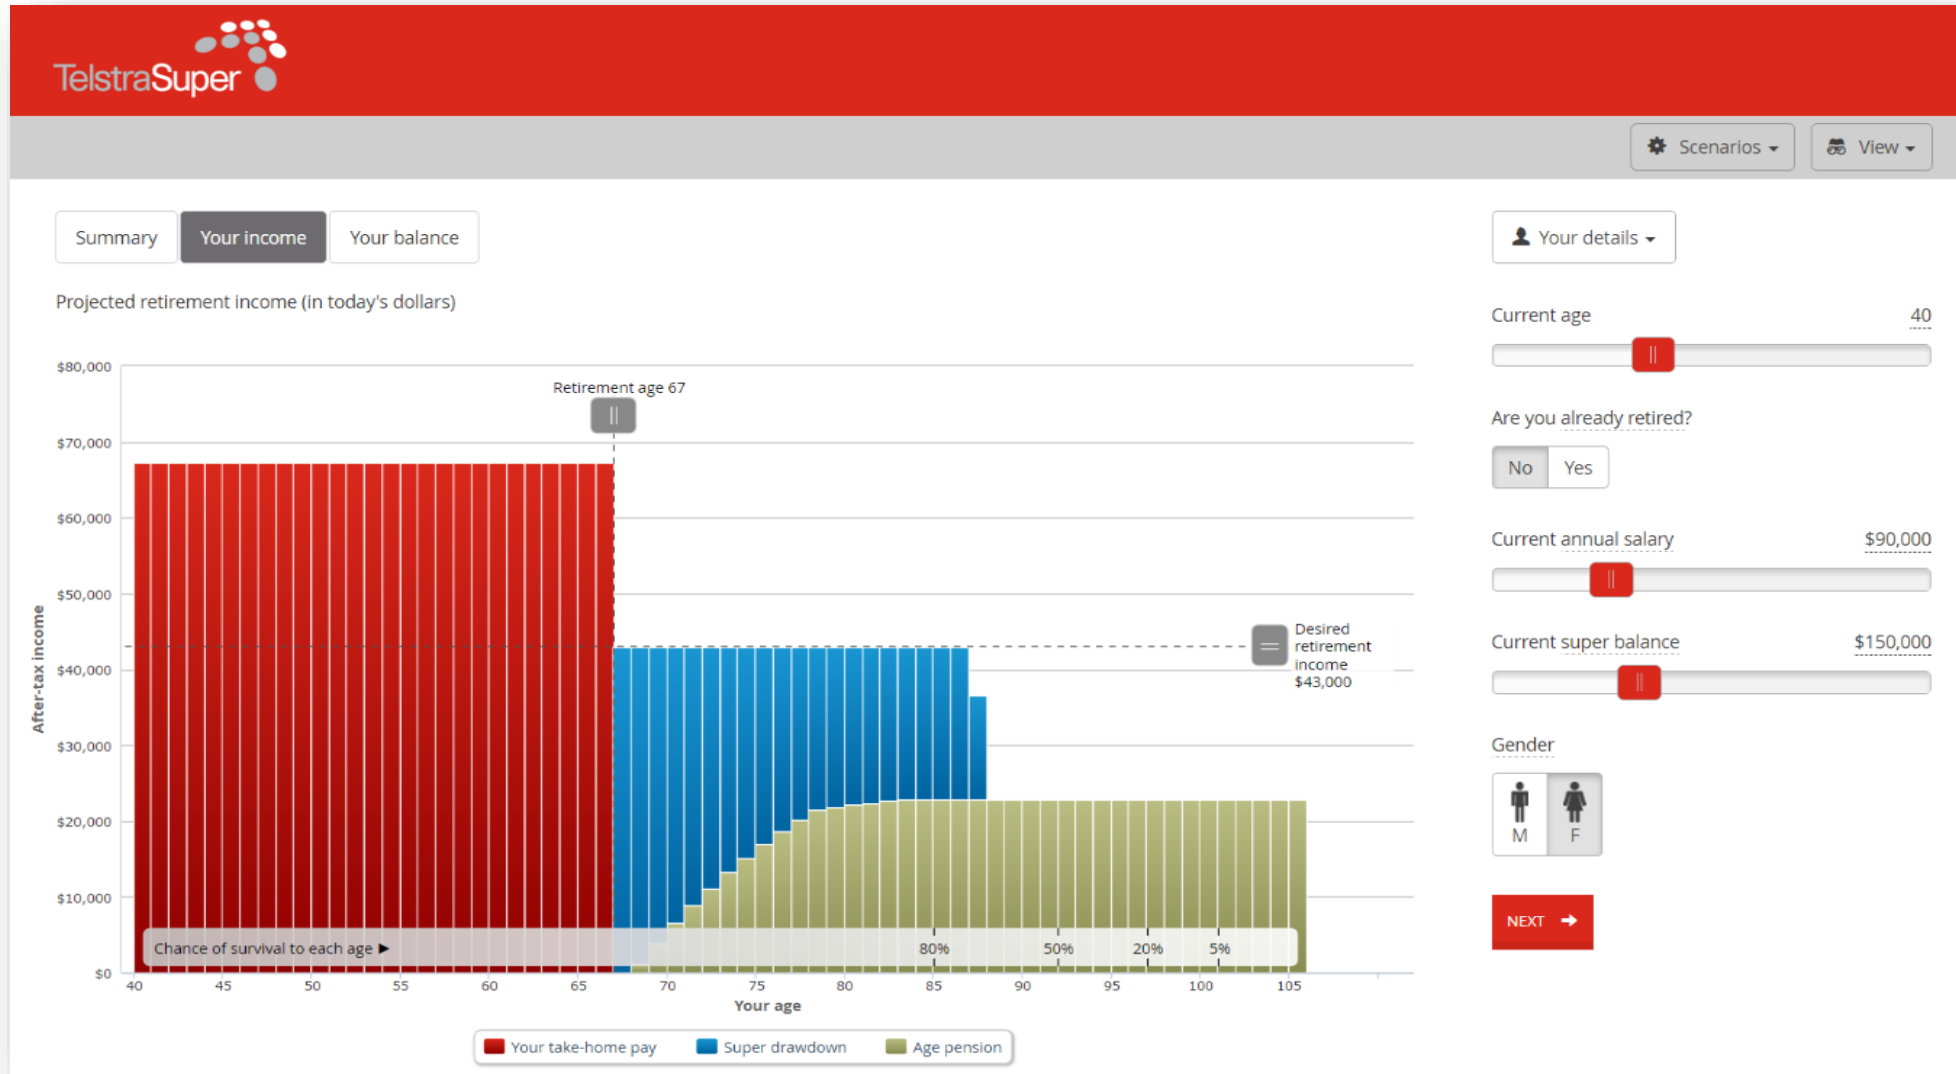 TelstraSuper
Scenarios
View
Summary
Your income
Your balance
Your details
Projected retirement income (in today's dollars)
Current age
40
Are you already retired?
No
Yes
Current annual salary
$90,000
Current super balance
$150,000
Gender
M
F
NEXT
$80,000
$70,000
$60,000
$50,000
$40,000
$30,000
$20,000
$10,000
$0
After-tax income
Retirement age 67
Desired
retirement
income
$43,000
Chance of survival to each age
80%
50%
20%
5%
40
45
50
55
60
65
70
75
80
85
90
95
100
105
Your age
Your take-home pay
Super drawdown
Age pension